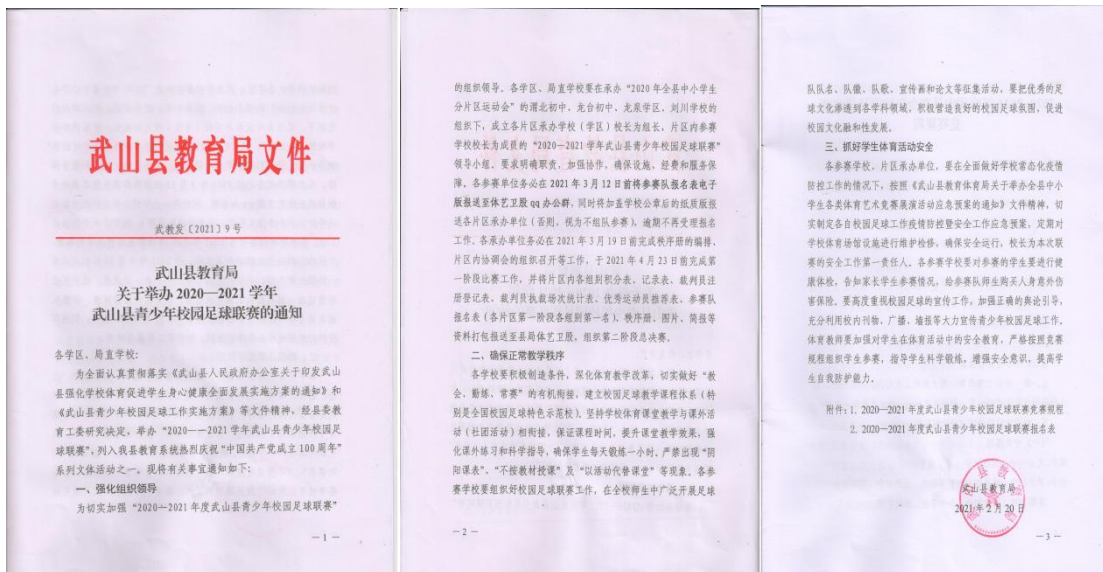 武山县教育局文件
武教发〔2021〕9号
武山县教育局
关于举办2020—2021学年
武山县青少年校园足球联赛的通知
各学区、局直学校:
为全面认真贯彻落实《武山县人民政府办公室关于印发武山
县强化学校体育促进学生身心健康全面发展实施方案的通知》和
《武山县青少年校园足球工作实施方案》等文件精神，经县委教
育工委研究决定，举办“2020-—2021学年武山县青少年校园足
球联赛”，列入我县教育系统热烈庆祝“中国共产党成立100周年”
系列文体活动之一。现将有关事宜通知如下:
一、强化组织领导
为切实加强“2020—2021年度武山县青少年校园足球联赛”
—1—
的组织领导。各学区、局直学校要在承办“2020年全县中小学生
分片区运动会”的渭北初中、龙台初中、龙泉学区、刘川学校的
组织下，成立各片区承办学校（学区）校长为组长，片区内参赛
学校校长为成员的“2020—2021学年武山县青少年校园足球联赛”
领导小组。要求明确职责，加强协作，确保设施、经费和服务保
障。各参赛单位务必在2021年3月12日前将参赛队报名表电子
版报送至体艺卫股qq办公群，同时将加盖学校公章后的纸质版报
送各片区承办单位（否则，视为不组队参赛），逾期不再受理报名
工作。各承办单位务必在2021年3月19日前完成秩序册的编排、
片区内协调会的组织召开等工作，于2021年4月23日前完成第
一阶段比赛工作，并将片区内各组别积分表、记录表、裁判员注
册登记表、裁判员执裁场次统计表、优秀运动员推荐表、参赛队
报名表（各片区第一阶段各组别第一名）、秩序册、图片、简报等
资料打包报送至县局体艺卫股，组织第二阶段总决赛。
二、确保正常教学秩序
各学校要积极创造条件，深化体育教学改革，切实做好“教
会、勤练、常赛”的有机衔接，建立校园足球教学课程体系（特
别是全国校园足球特色示范校），坚持学校体育课堂教学与课外活
动（社团活动）相衔接，保证课程时间，提升课堂教学效果，强
化课外练习和科学指导，确保学生每天锻炼一小时。严禁出现“阴
阳课表”、“不按教材授课”及“以活动代替课堂”等现象。各参
赛学校要组织好校园足球联赛工作，在全校师生中广泛开展足球
—2—
队队名、队徽、队歌、宣传画和论文等征集活动，要把优秀的足
球文化渗透到各学科领域，积极营造良好的校园足球氛围，促进
校园文化融和性发展。
三、抓好学生体育活动安全
各参赛学校，片区承办单位，要在全面做好学校常态化疫情
防控工作的情况下，按照《武山县教育体育局关于举办全县中小
学生各类体育艺术竞赛展演活动应急预案的通知》文件精神，切
实制定各自校园足球工作疫情防控暨安全工作应急预案，定期对
学校体育场馆设施进行维护检修，确保安全运行，校长为本次联
赛的安全工作第一责任人。各参赛学校要对参赛的学生要进行健
康体检，告知家长学生参赛情况，给参赛队师生购买人身意外伤
害保险。要高度重视校园足球的宣传工作，加强正确的舆论引导，
充分利用校内刊物、广播、墙报等大力宣传青少年校园足球工作。
体育教师要加强对学生在体育活动中的安全教育，严格按照竞赛
规程组织学生参赛，指导学生科学锻炼，增强安全意识，提高学
生自我防护能力。
附件:1. 2020—2021年度武山县青少年校园足球联赛竞赛规程
2. 2020—2021年度武山县青少年校园足球联赛报名表
武山县教育局
2021年2月20日
—3—